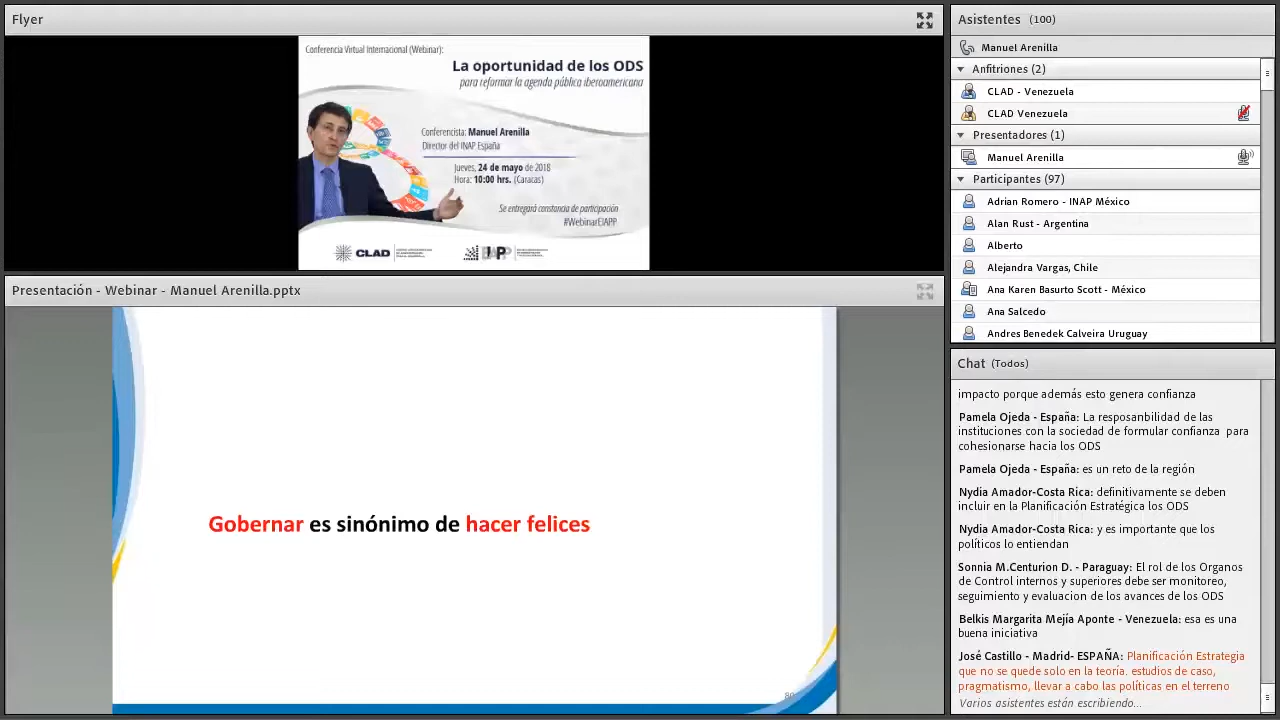 Flyer
Conferencia Virtual Internacional (Webinar):
La oportunidad de los ODS
para reformar la agenda pública iberoamericana
Conferencista: Manuel Arenilla
Director del INAP España
Jueves, 24 de mayo de 2018
Hora: 10:00 hrs. (Caracas)
Se entregará constancia de participación
#WebinarEIAPP
CLAD
Presentación - Webinar - Manuel Arenilla.pptx
Gobernar es sinónimo de hacer felices
80
Asistentes (100)
Manuel Arenilla
Anfitriones (2)
CLAD - Venezuela
CLAD Venezuela
Presentadores (1)
Manuel Arenilla
Participantes (97)
Adriana Plasencia - INAP México
Alan Rosa - Argentina
Alberto
Alejandra Vargas, Chile
Ana Karen Basurto Scott - México
Ana Salcedo
Andres Benedek Calveira Uruguay
Chat (Todos)
impacto porque además esto genera confianza
Pamela Ojeda - España: La resposanbilidad de las
instituciones con la sociedad de formular confianza para
cohesionarse hacia los ODS
Pamela Ojeda - España: es un reto de la región
Nydia Amador-Costa Rica: definitivamente se deben
incluir en la Planificación Estratégica los ODS
Nydia Amador-Costa Rica: y es importante que los
políticos lo entiendan
Sonnia M.Centurion D. - Paraguay: El rol de los Organos
de Control internos y superiores debe ser monitoreo,
seguimiento y evaluacion de los avances de los ODS
Belkis Margarita Mejía Aponte - Venezuela: esa es una
buena iniciativa
José Castillo - Madrid- ESPAÑA: Planificación Estrategia
que no se quede solo en la teoría. estudios de caso,
pragmatismo, llevar a cabo las políticas en el terreno
Varios asistentes están escribiendo...